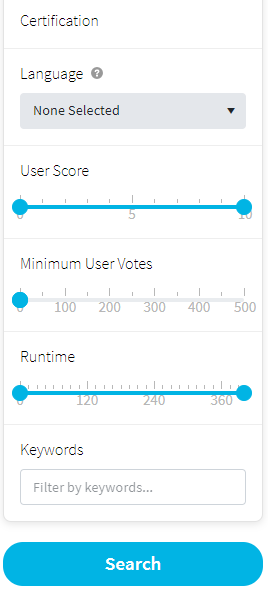 Certification
Language ?
None Selected
User Score
0 5 10
Minimum User Votes
0 100 200 300 400 500
Runtime
0 120 240 360
Keywords
Filter by keywords...
Search